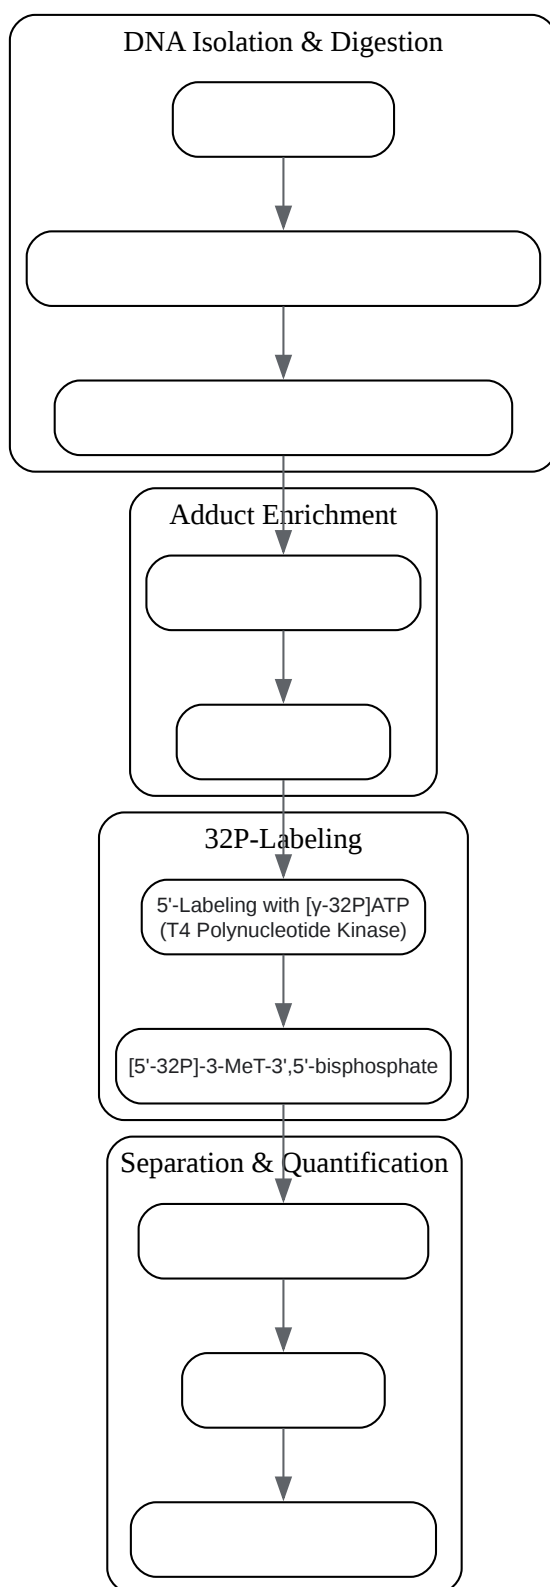 DNA Isolation & Digestion
Adduct Enrichment
32P-Labeling
5'-Labeling with [γ-32P]ATP
(T4 Polynucleotide Kinase)
[5'-32P]-3-MeT-3',5'-bisphosphate
Separation & Quantification